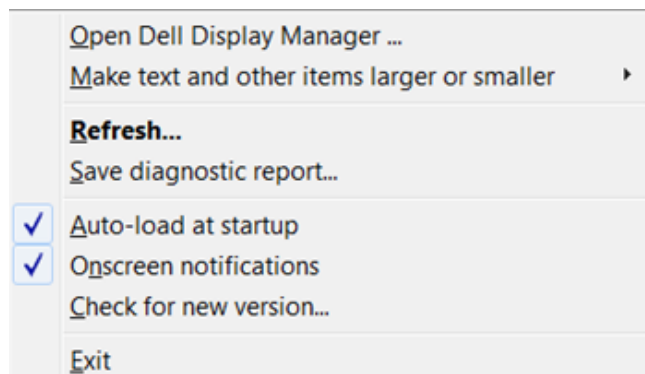 Open Dell Display Manager ...
Make text and other items larger or smaller
Refresh...
Save diagnostic report...
Auto-load at startup
Onscreen notifications
Check for new version...
Exit